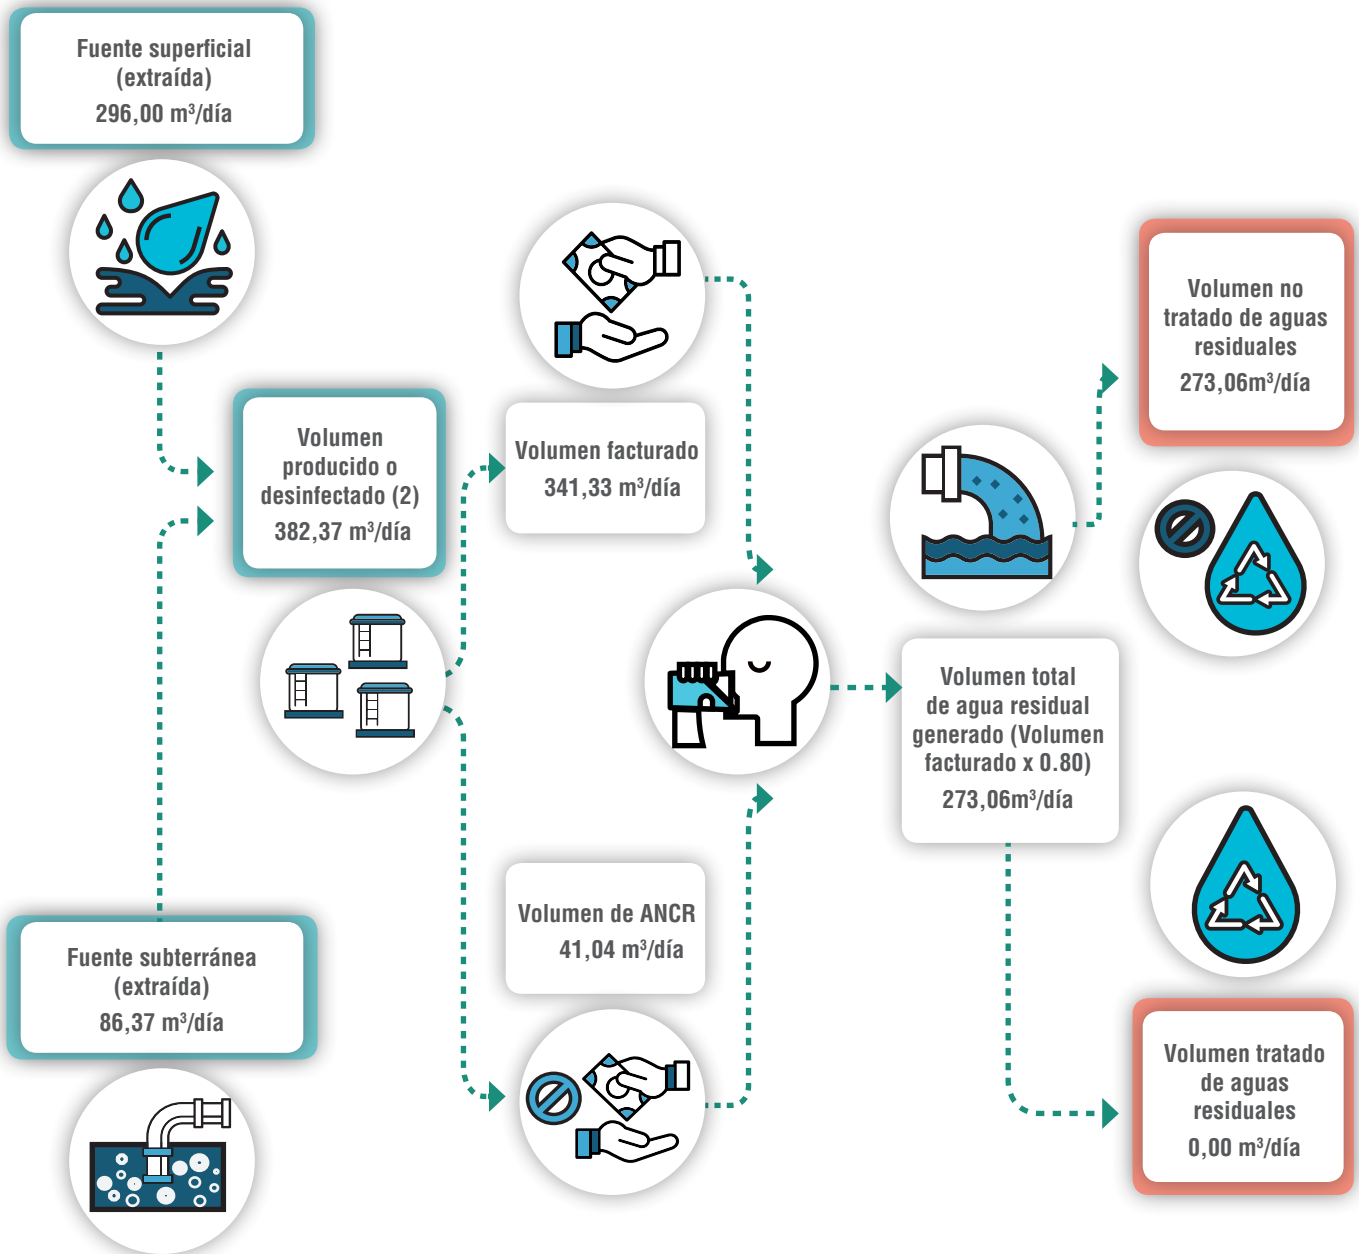 Fuente superficial
(extraída)
296,00 m³/día
Volumen
producido o
desinfectado (2)
382,37 m³/día
Fuente subterránea
(extraída)
86,37 m³/día
Volumen facturado
341,33 m³/día
Volumen de ANCR
41,04 m³/día
Volumen total
de agua residual
generado (Volumen
facturado x 0.80)
273,06m³/día
Volumen no
tratado de aguas
residuales
273,06m³/día
Volumen tratado
de aguas
residuales
0,00 m³/día